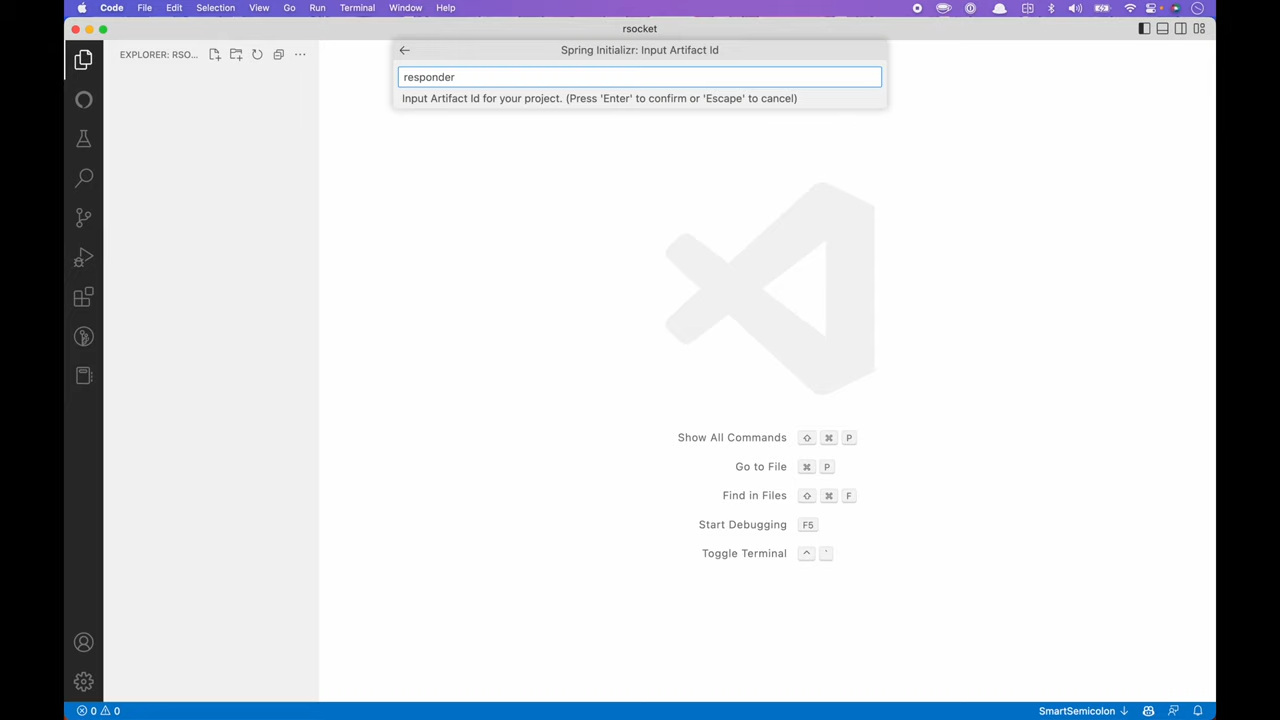 Code File Edit Selection View Go Run Terminal Window Help
rsocket
EXPLORER: RSO...
Spring Initializr: Input Artifact Id
responder
Input Artifact Id for your project. (Press 'Enter' to confirm or 'Escape' to cancel)
Show All Commands ⇧ ⌘ P
Go to File ⌘ P
Find in Files ⇧ ⌘ F
Start Debugging F5
Toggle Terminal ^ `
0 0
SmartSemicolon ↓